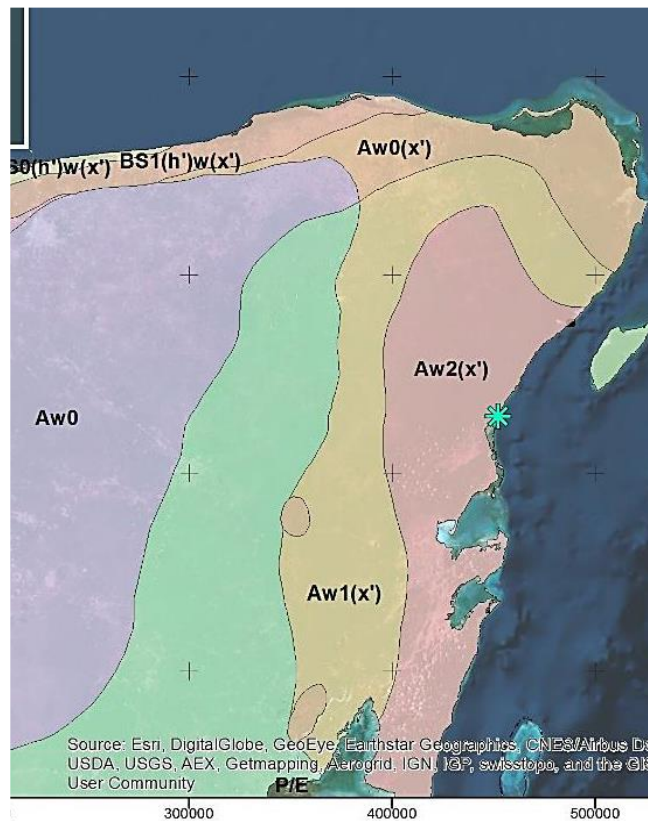 Aw0(x')
S0(h')w(x') BS1(h')w(x')
Aw2(x')
Aw0
Aw1(x')
Source: Esri, DigitalGlobe, GeoEye, Earthstar Geographics, CNES/Airbus Ds
USDA, USGS, AEX, Getmapping, Aerogrid, IGN, IGP, swisstopo, and the GIS
User Community
P/E
300000 400000 500000